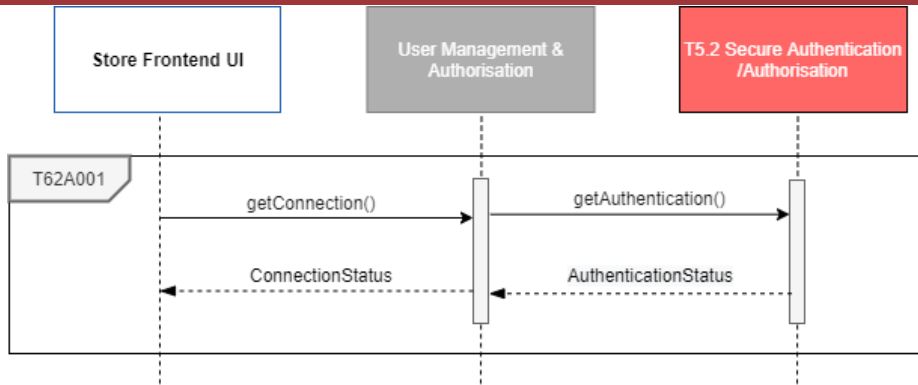 Store Frontend UI
User Management &
Authorisation
T5.2 Secure Authentication
/Authorisation
T62A001
getConnection()
getAuthentication()
ConnectionStatus
AuthenticationStatus